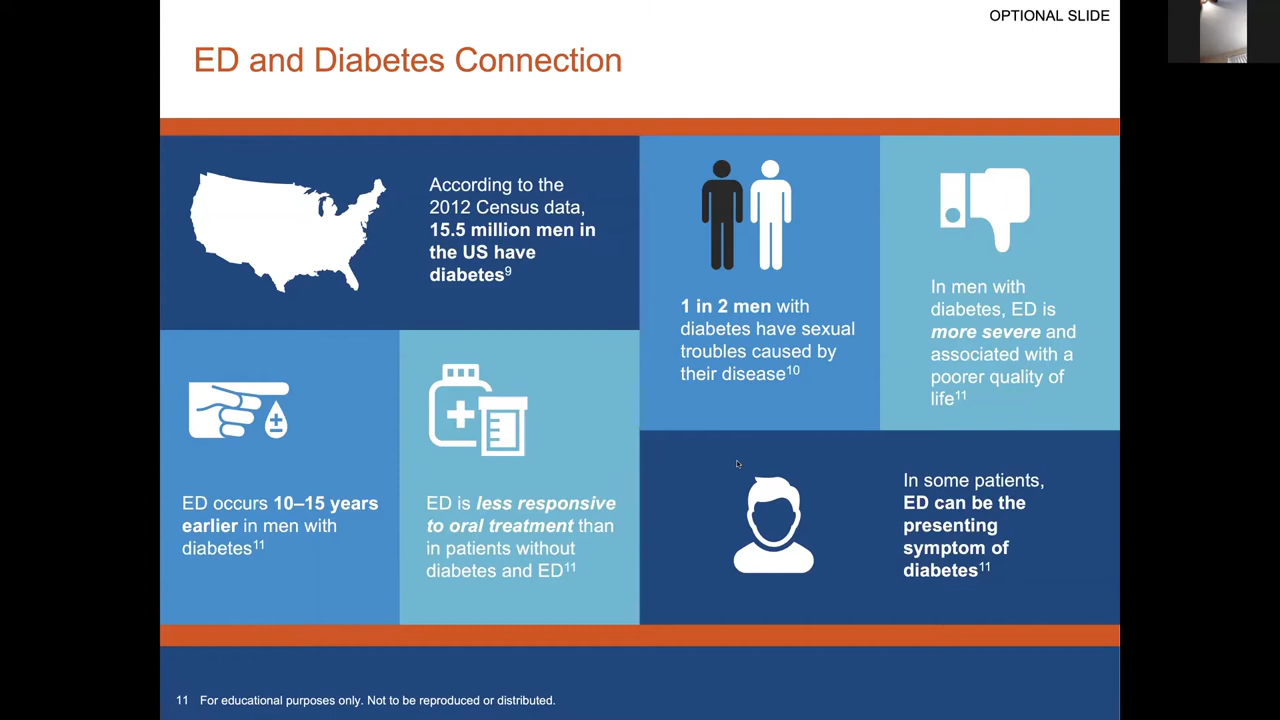 OPTIONAL SLIDE
ED and Diabetes Connection
According to the
2012 Census data,
15.5 million men in
the US have
diabetes9
1 in 2 men with
diabetes have sexual
troubles caused by
their disease10
In men with
diabetes, ED is
more severe and
associated with a
poorer quality of
life11
ED occurs 10–15 years
earlier in men with
diabetes11
ED is less responsive
to oral treatment than
in patients without
diabetes and ED11
In some patients,
ED can be the
presenting
symptom of
diabetes11
11 For educational purposes only. Not to be reproduced or distributed.